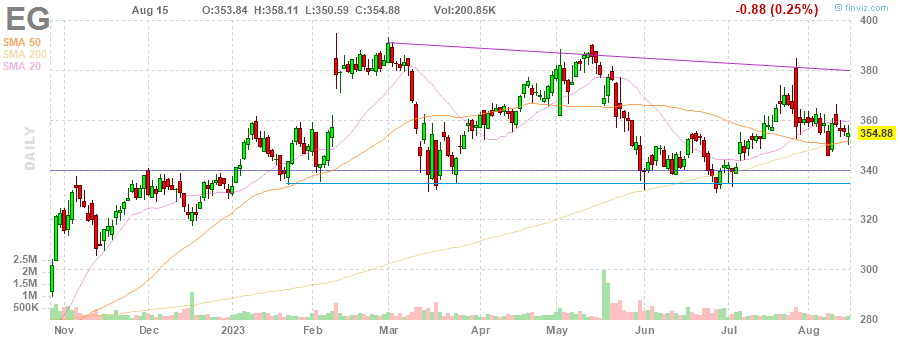 EG
Aug 15 O:353.84 H:358.11 L:350.59 C:354.88 Vol:200.85K -0.88 (0.25%)
© finviz.com
SMA 50
SMA 200
SMA 20
DAILY
400
380
360
354.88
340
320
300
280
2.5M
2M
1.5M
1M
500K
Nov Dec 2023 Feb Mar Apr May Jun Jul Aug